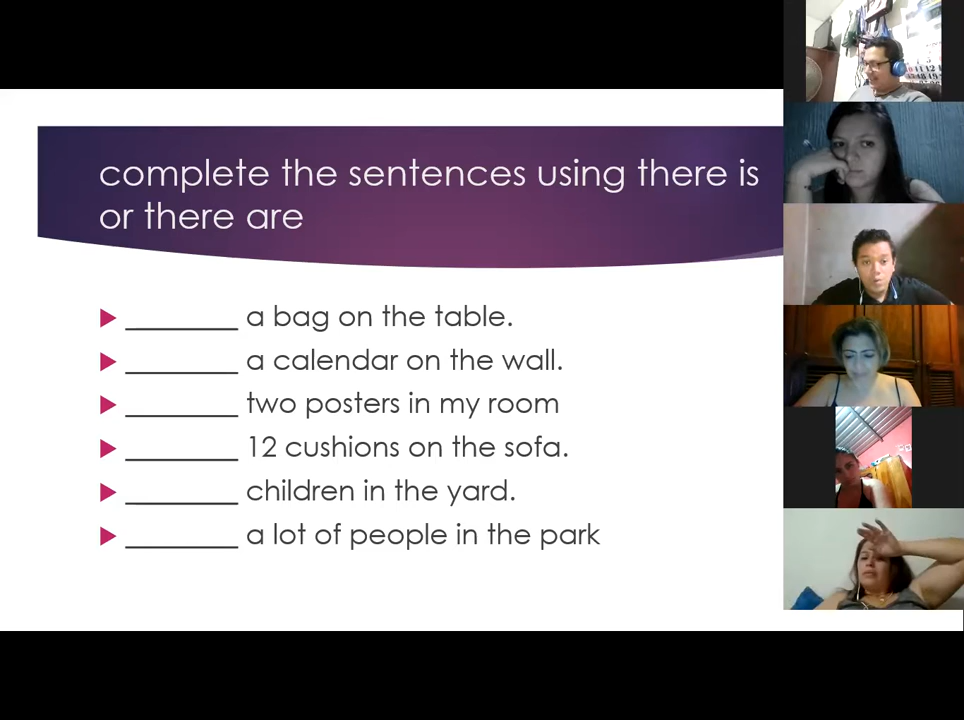 complete the sentences using there is
or there are
________ a bag on the table.
________ a calendar on the wall.
________ two posters in my room
________ 12 cushions on the sofa.
________ children in the yard.
________ a lot of people in the park